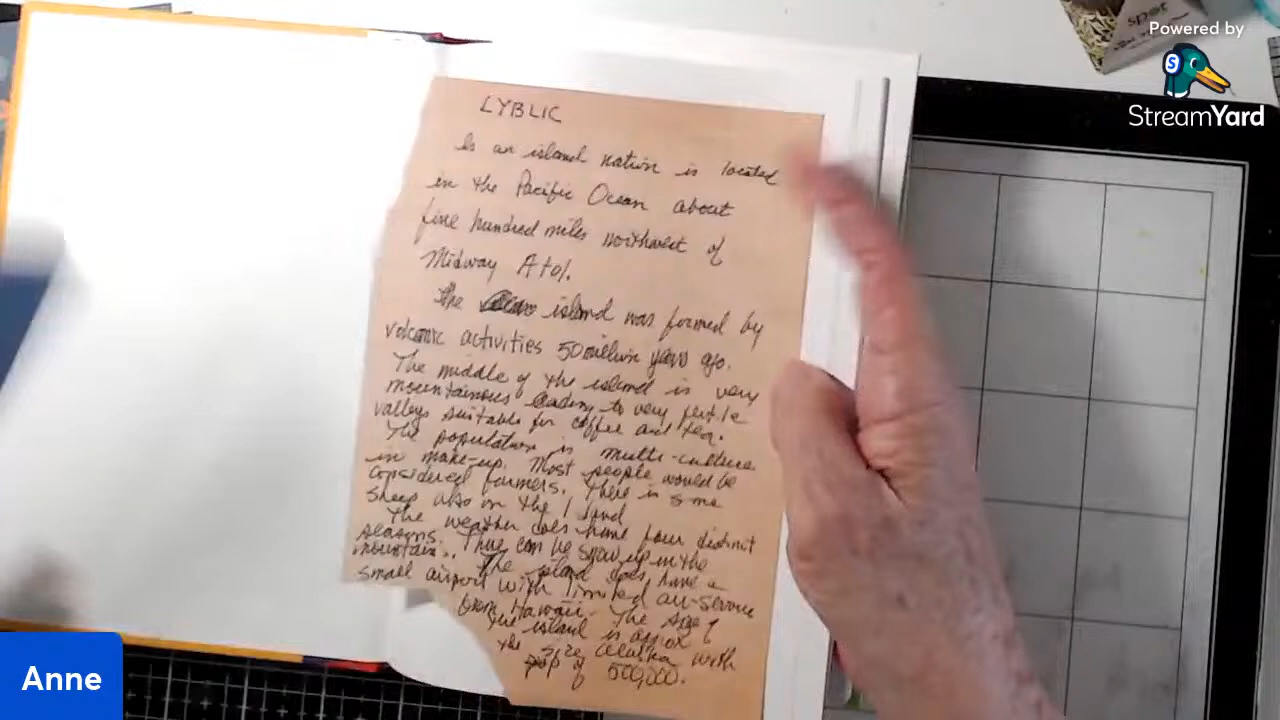 LYBLIC
Is an island nation is located
in the Pacific Ocean about
five hundred miles northwest of
Midway Atol.
The island was formed by
volcanic activities 50 million years ago.
The middle of the island is very
mountainous leading to very fertile
valleys suitable for coffee and tea.
The population is multi-culture
in make-up. Most people would be
considered farmers. There is some
sheep also on the I land
The weather does have four distinct
seasons. There can be snow up in the
mountain..
The island does have a
small airport with limited air-service
from Hawaii. The size of
the island is approx
the size Alaska with
pop of 500,000.
spot
Powered by
StreamYard
Anne